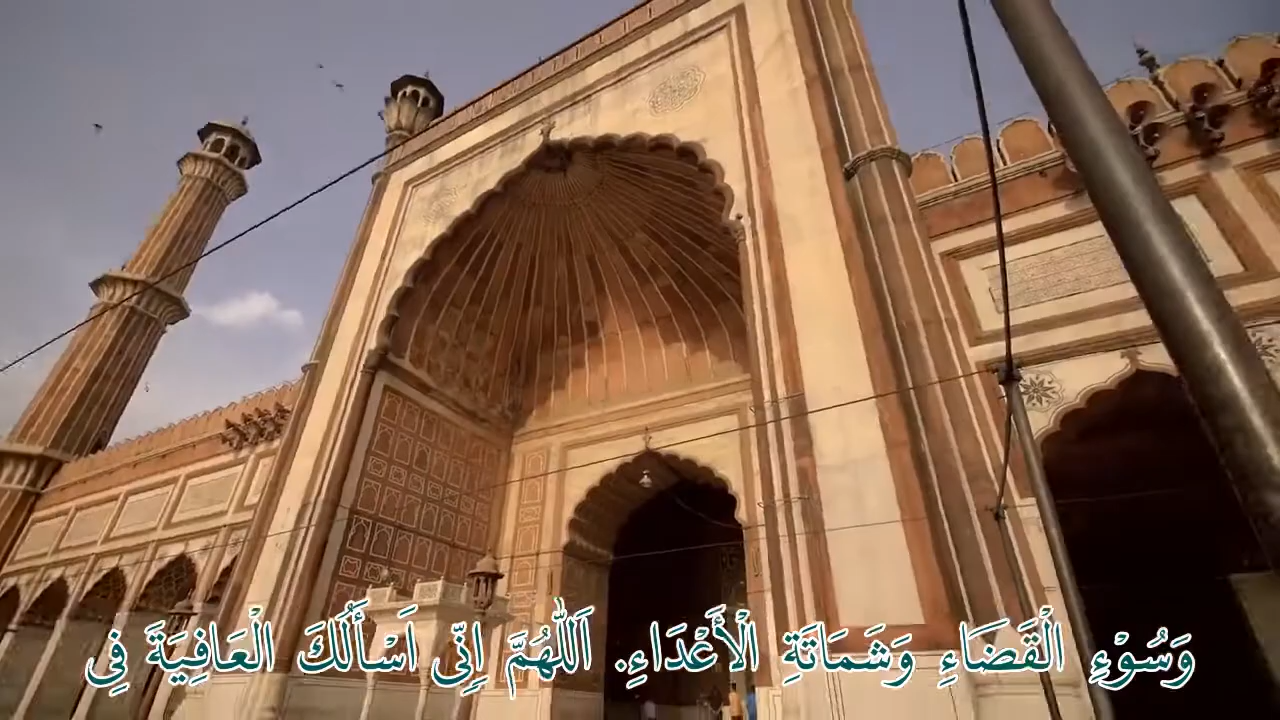 وَسُوْءِ الْقَضَاءِ وَشَمَاتَةِ الْأَعْدَاءِ. اَللّٰهُمَّ اِنِّی اَسْأَلُكَ الْعَافِيَةَ فِی